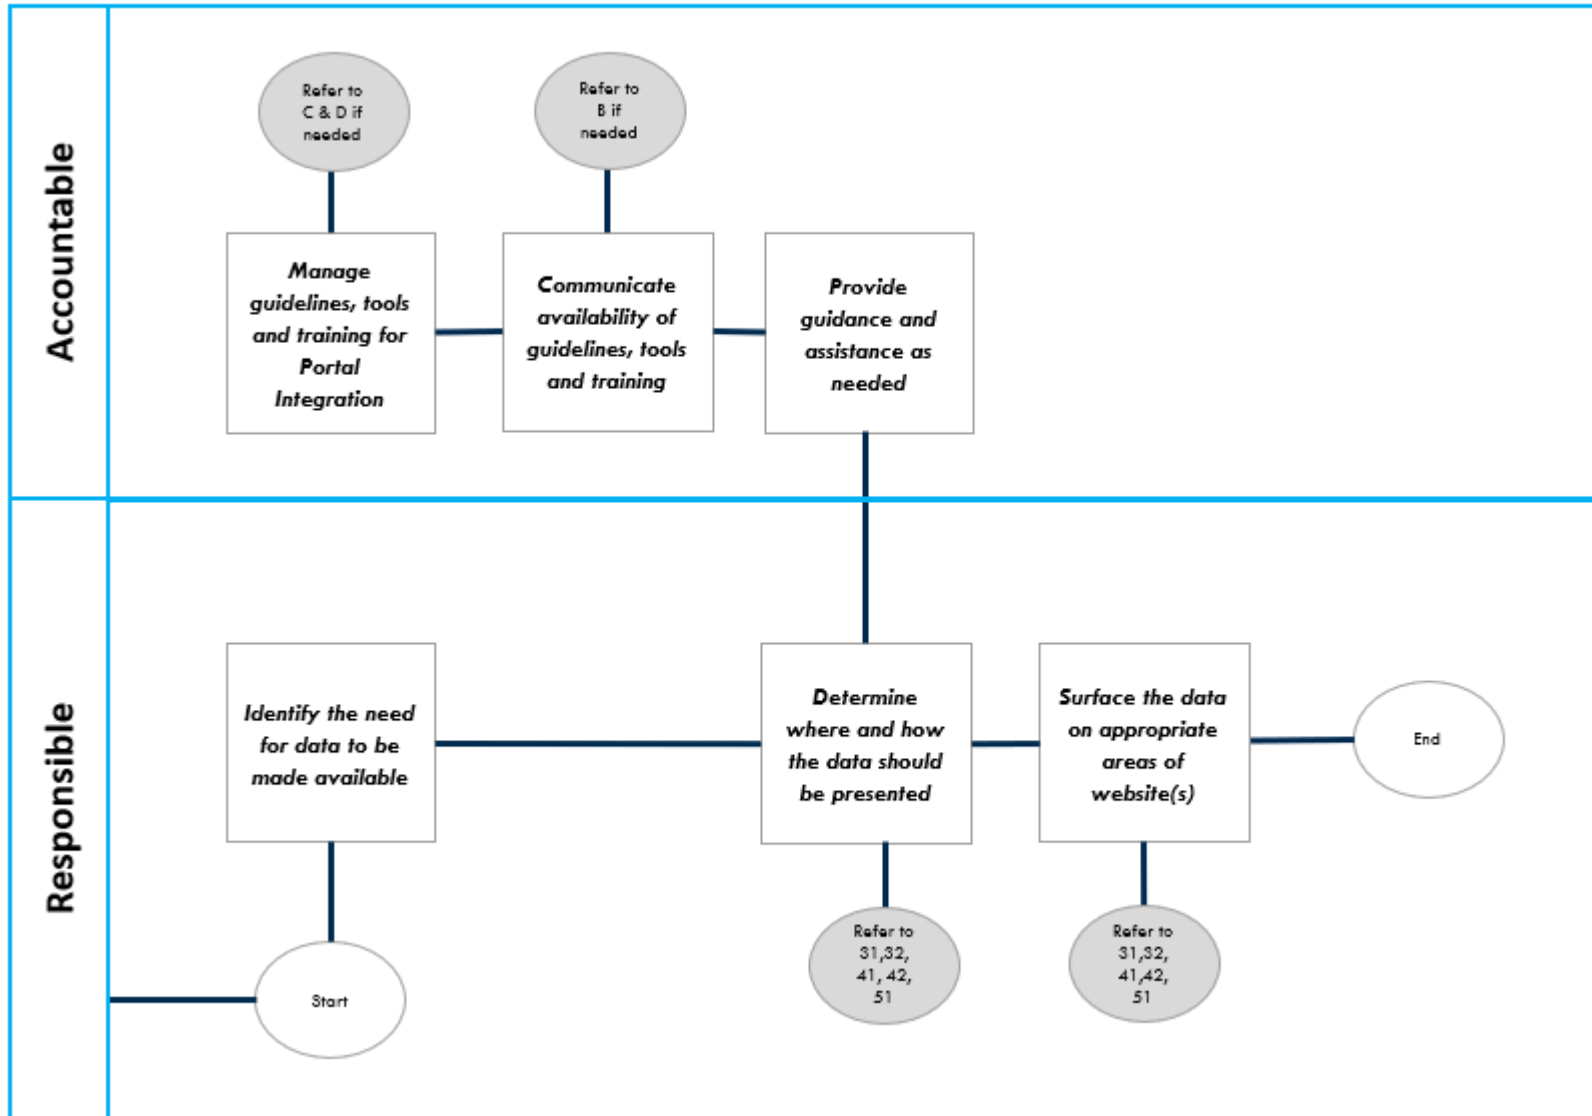 Accountable
Refer to
C & D if
needed
Refer to
B if
needed
Manage
guidelines, tools
and training for
Portal
Integration
Communicate
availability of
guidelines, tools
and training
Provide
guidance and
assistance as
needed
Responsible
Identify the need
for data to be
made available
Determine
where and how
the data should
be presented
Surface the data
on appropriate
areas of
website(s)
End
Start
Refer to
31,32,
41, 42,
51
Refer to
31,32,
41,42,
51